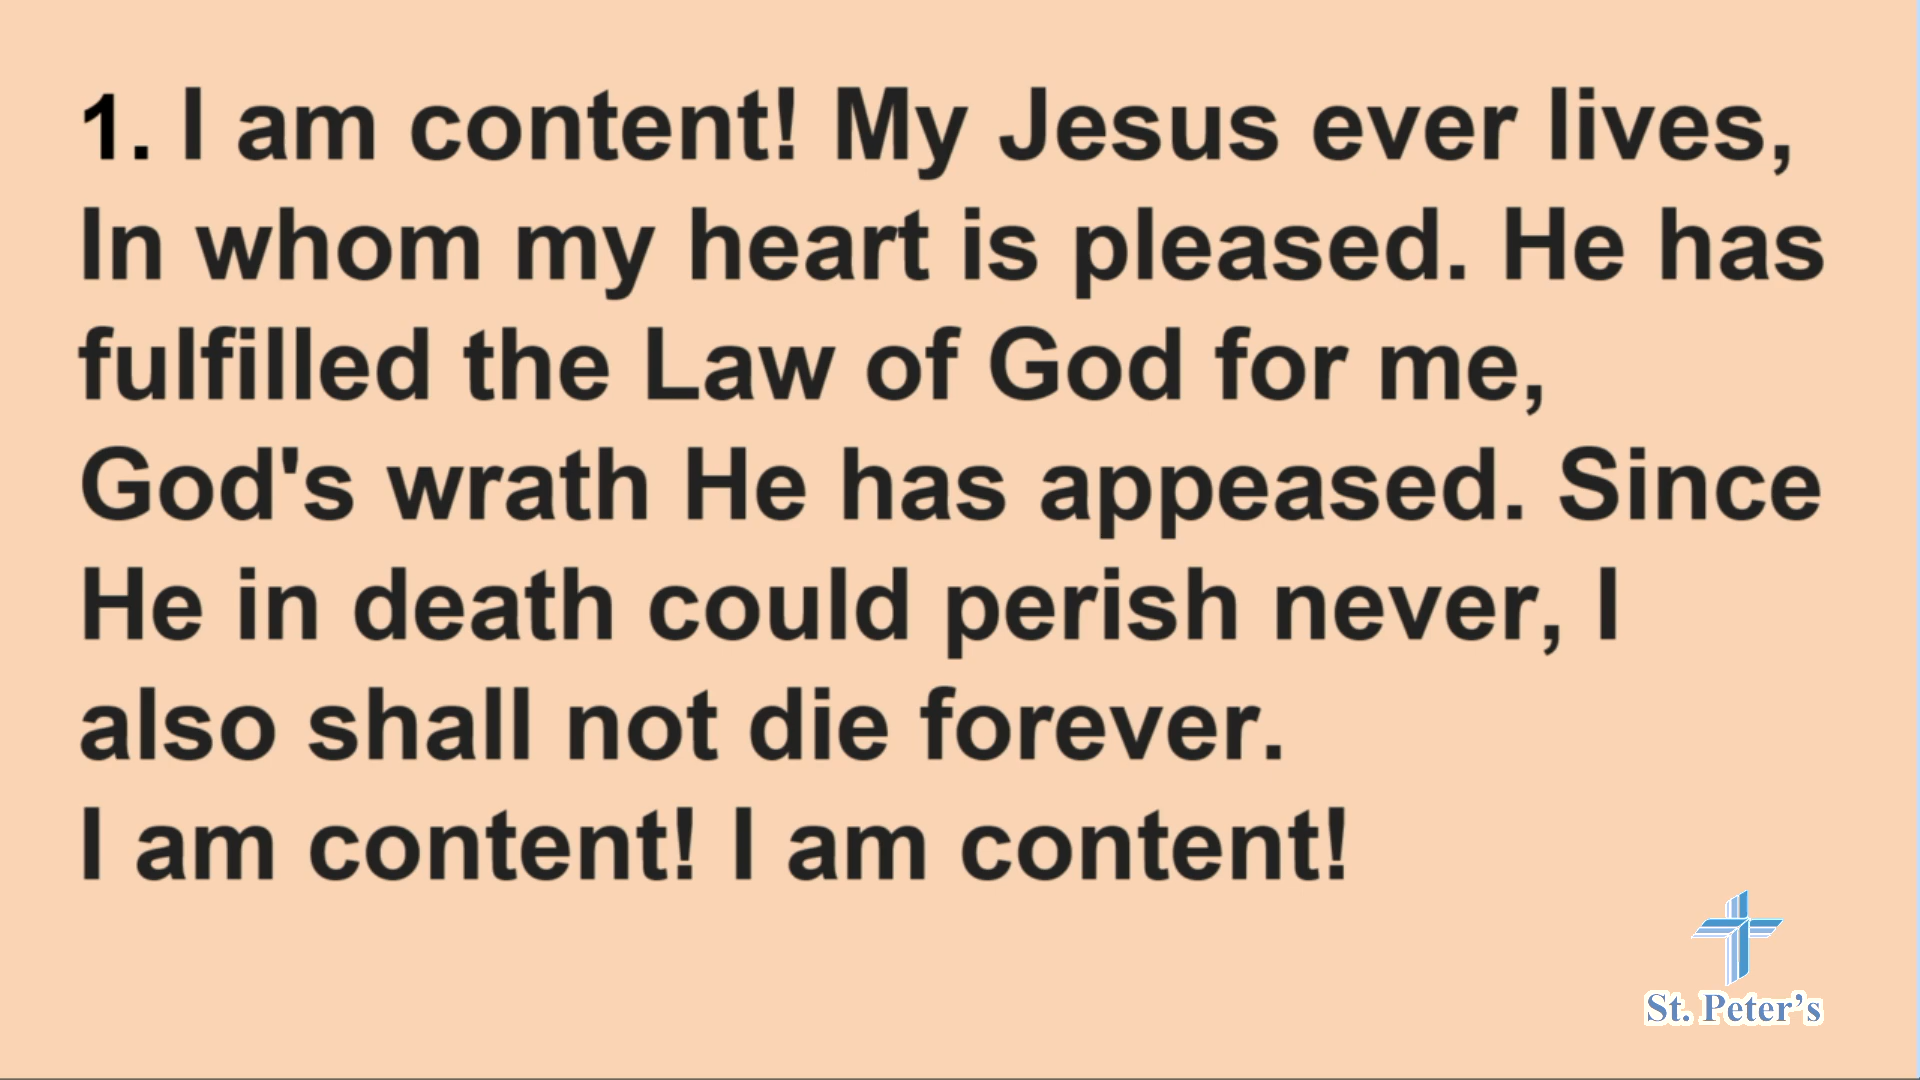 1. I am content! My Jesus ever lives,
In whom my heart is pleased. He has
fulfilled the Law of God for me,
God's wrath He has appeased. Since
He in death could perish never, I
also shall not die forever.
I am content! I am content!
St. Peter’s